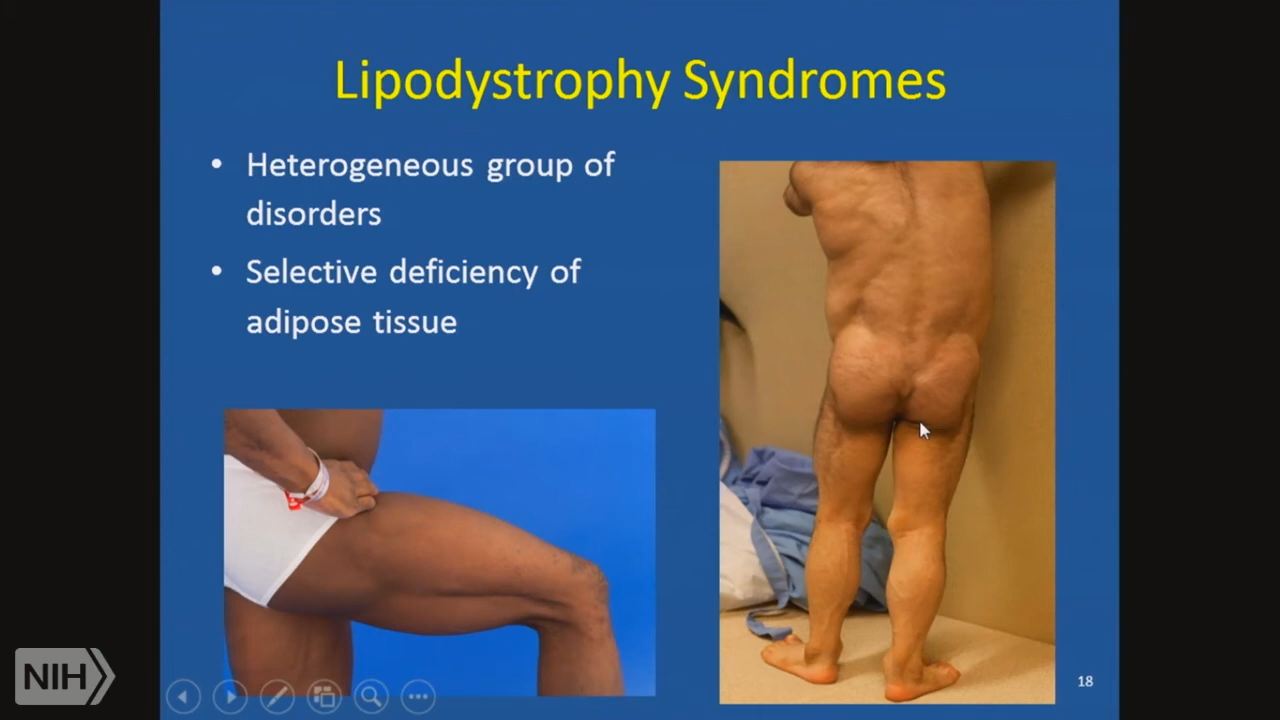 Lipodystrophy Syndromes
• Heterogeneous group of
disorders
• Selective deficiency of
adipose tissue
NIH
18